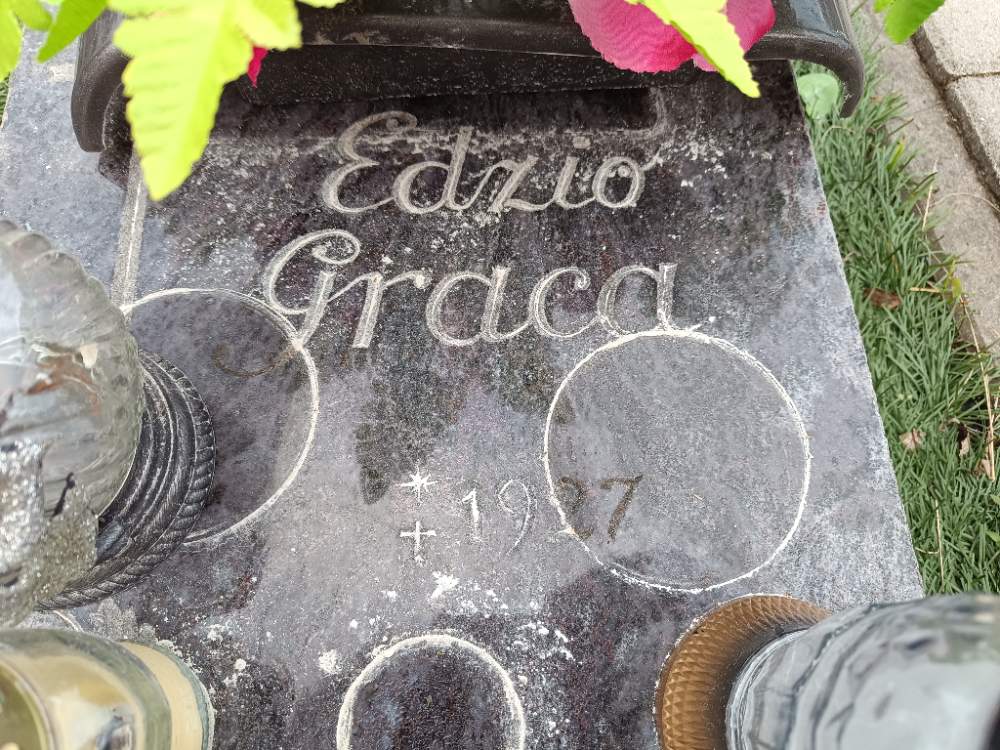 Edzio
Graca
* 1927
+